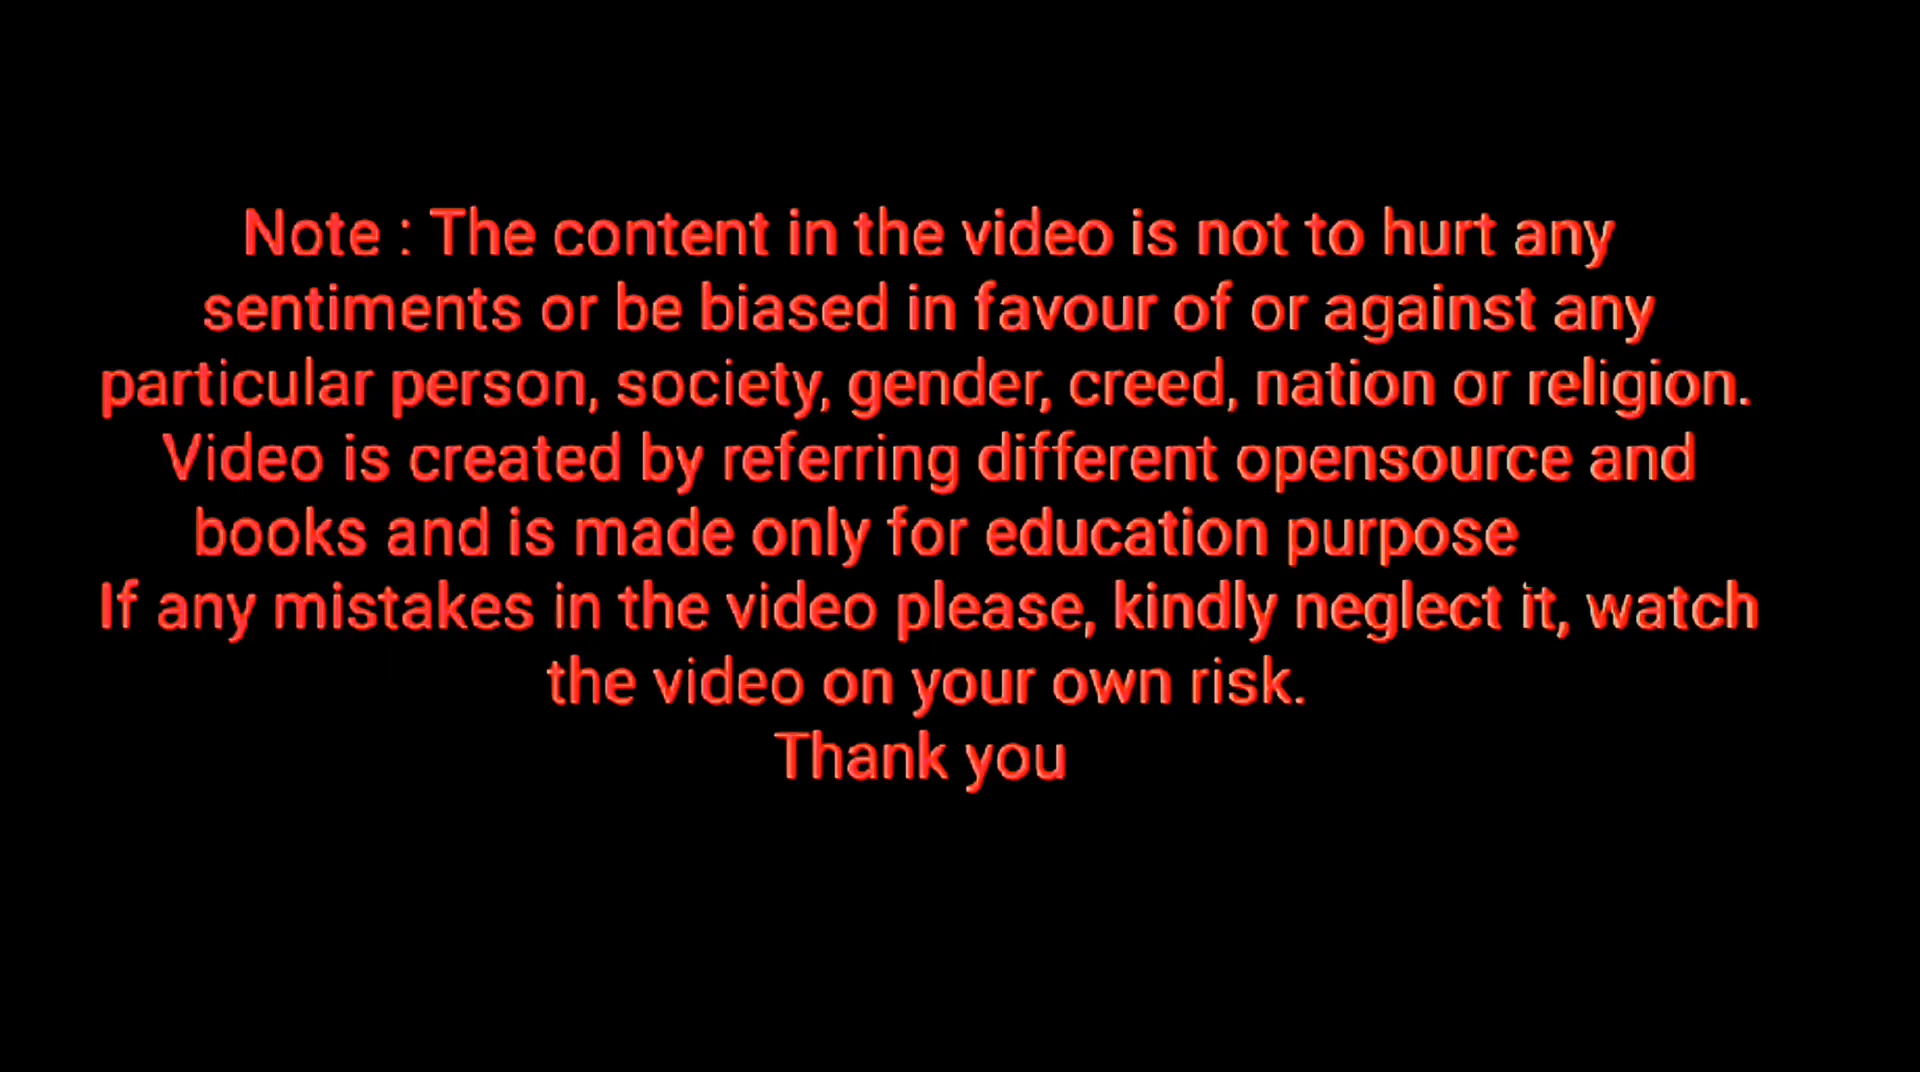 Note : The content in the video is not to hurt any
sentiments or be biased in favour of or against any
particular person, society, gender, creed, nation or religion.
Video is created by referring different opensource and
books and is made only for education purpose
If any mistakes in the video please, kindly neglect it, watch
the video on your own risk.
Thank you